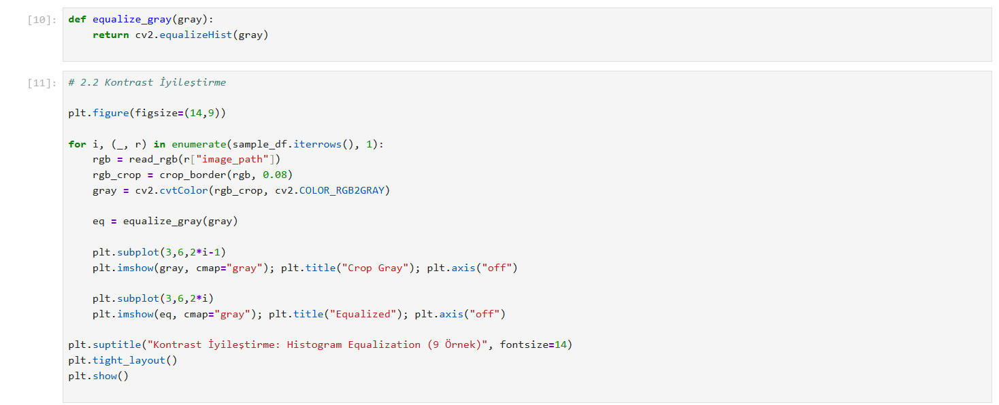 [10]: def equalize_gray(gray):
    return cv2.equalizeHist(gray)
[11]: # 2.2 Kontrast İyileştirme
plt.figure(figsize=(14,9))
for i, (_, r) in enumerate(sample_df.iterrows(), 1):
    rgb = read_rgb(r["image_path"])
    rgb_crop = crop_border(rgb, 0.08)
    gray = cv2.cvtColor(rgb_crop, cv2.COLOR_RGB2GRAY)
    eq = equalize_gray(gray)
    plt.subplot(3,6,2*i-1)
    plt.imshow(gray, cmap="gray"); plt.title("Crop Gray"); plt.axis("off")
    plt.subplot(3,6,2*i)
    plt.imshow(eq, cmap="gray"); plt.title("Equalized"); plt.axis("off")
plt.suptitle("Kontrast İyileştirme: Histogram Equalization (9 Örnek)", fontsize=14)
plt.tight_layout()
plt.show()